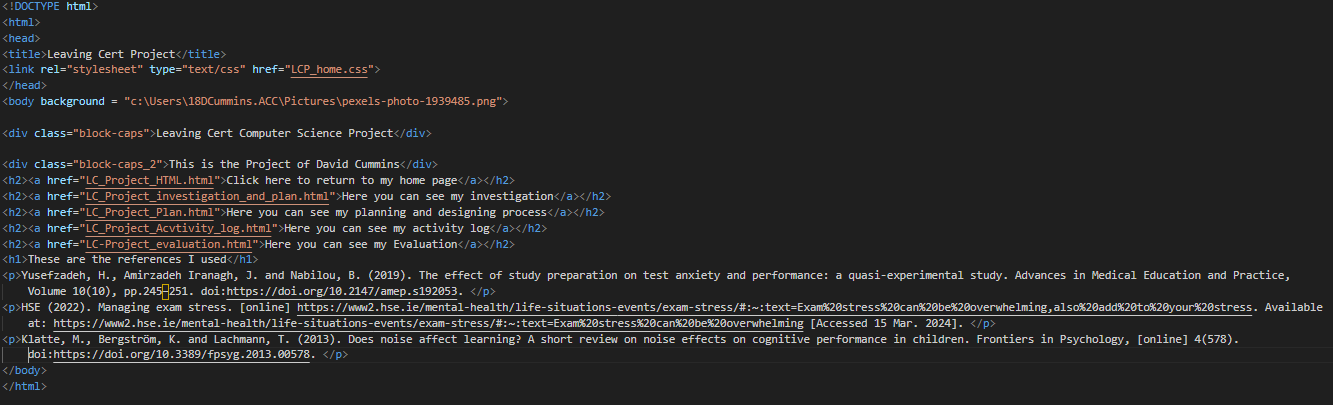 <!DOCTYPE html>
<html>
<head>
<title>Leaving Cert Project</title>
<link rel="stylesheet" type="text/css" href="LCP_home.css">
</head>
<body background = "c:\Users\18DCummins.ACC\Pictures\pexels-photo-1939485.png">
<div class="block-caps">Leaving Cert Computer Science Project</div>
<div class="block-caps_2">This is the Project of David Cummins</div>
<h2><a href="LC_Project_HTML.html">Click here to return to my home page</a></h2>
<h2><a href="LC_Project_investigation_and_plan.html">Here you can see my investigation</a></h2>
<h2><a href="LC_Project_Plan.html">Here you can see my planning and designing process</a></h2>
<h2><a href="LC_Project_Acvtivity_log.html">Here you can see my activity log</a></h2>
<h2><a href="LC-Project_evaluation.html">Here you can see my Evaluation</a></h2>
<h1>These are the references I used</h1>
<p>Yusefzadeh, H., Amirzadeh Iranagh, J. and Nabilou, B. (2019). The effect of study preparation on test anxiety and performance: a quasi-experimental study. Advances in Medical Education and Practice,
Volume 10(10), pp.245–251. doi:https://doi.org/10.2147/amep.s192053. </p>
<p>HSE (2022). Managing exam stress. [online] https://www2.hse.ie/mental-health/life-situations-events/exam-stress/#:~:text=Exam%20stress%20can%20be%20overwhelming,also%20add%20to%20your%20stress. Available
at: https://www2.hse.ie/mental-health/life-situations-events/exam-stress/#:~:text=Exam%20stress%20can%20be%20overwhelming [Accessed 15 Mar. 2024]. </p>
<p>Klatte, M., Bergström, K. and Lachmann, T. (2013). Does noise affect learning? A short review on noise effects on cognitive performance in children. Frontiers in Psychology, [online] 4(578).
doi:https://doi.org/10.3389/fpsyg.2013.00578. </p>
</body>
</html>